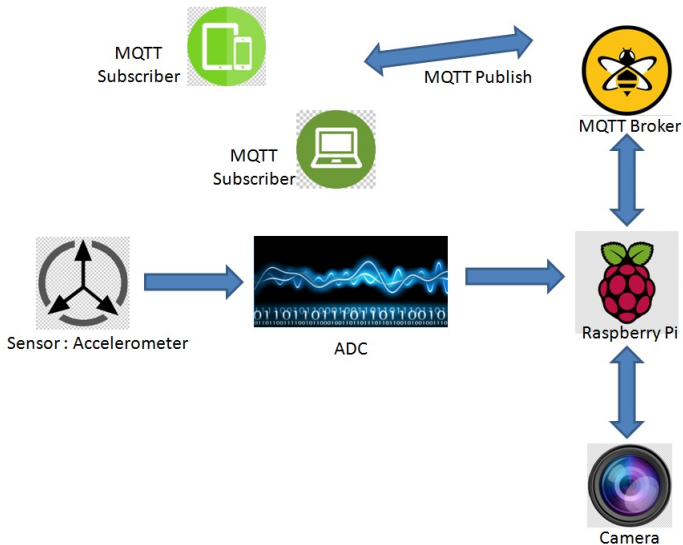 MQTT
Subscriber
MQTT Publish
MQTT Broker
MQTT
Subscriber
Sensor : Accelerometer
ADC
Raspberry Pi
Camera